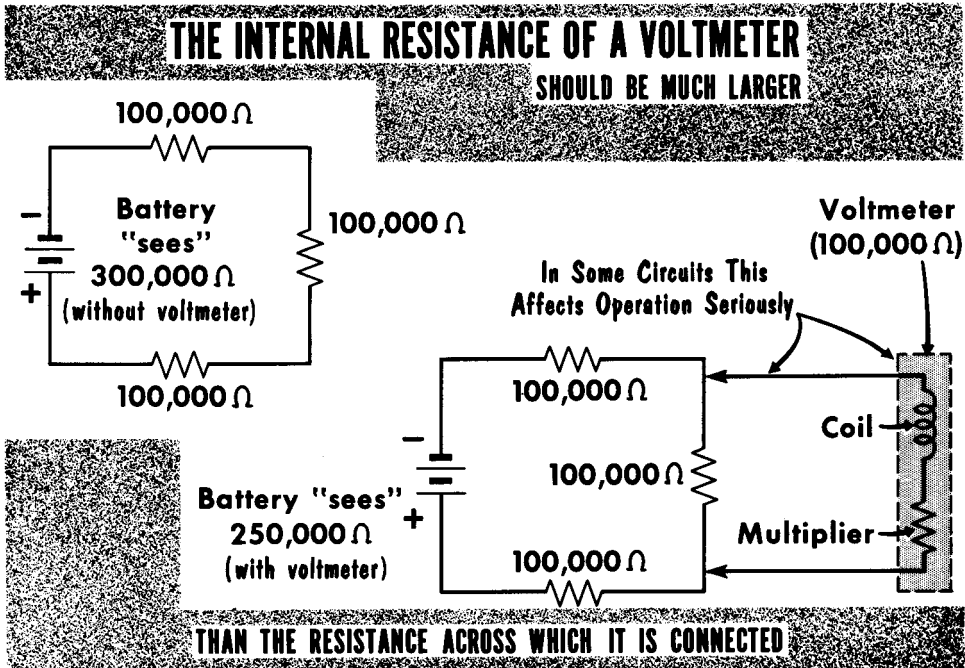 THE INTERNAL RESISTANCE OF A VOLTMETER
SHOULD BE MUCH LARGER
100,000 Ω
−
Battery
"sees"
300,000 Ω
(without voltmeter)
+
100,000 Ω
100,000 Ω
Voltmeter
(100,000 Ω)
In Some Circuits This
Affects Operation Seriously
100,000 Ω
−
Coil
100,000 Ω
Battery "sees"
+
250,000 Ω
(with voltmeter)
Multiplier
100,000 Ω
THAN THE RESISTANCE ACROSS WHICH IT IS CONNECTED